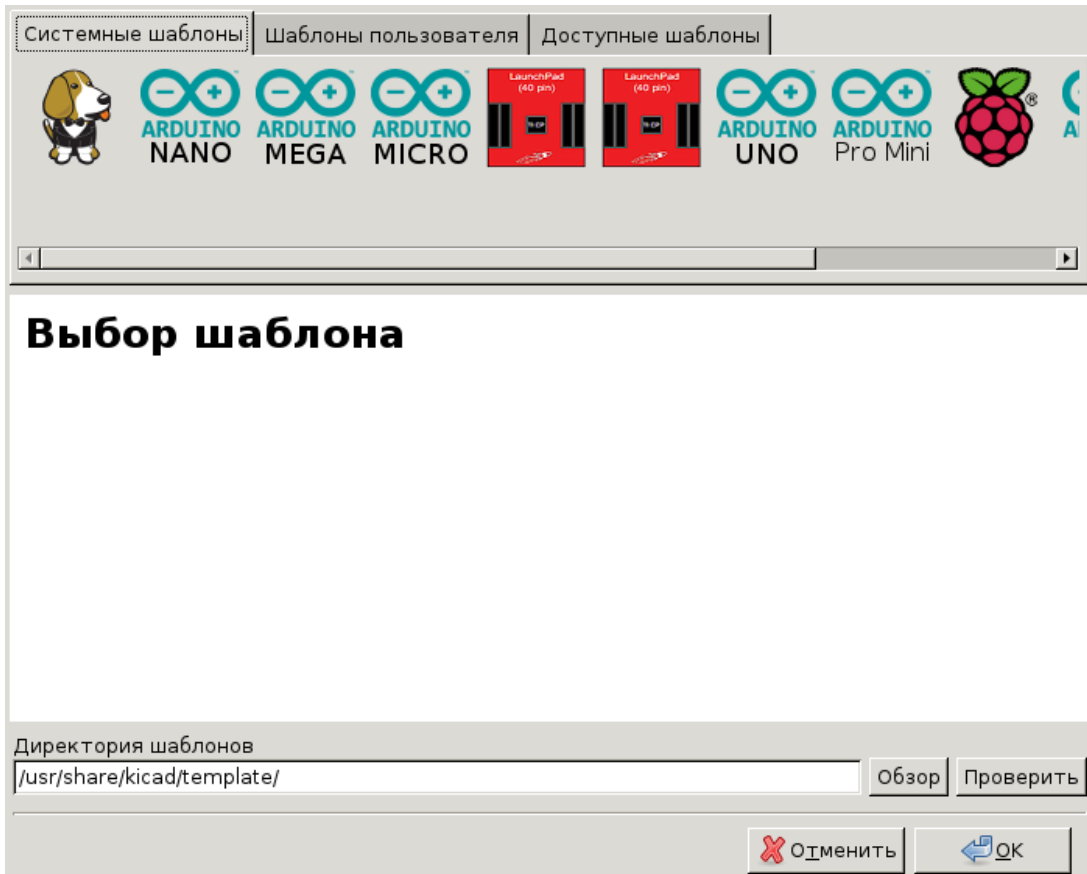 Системные шаблоны
Шаблоны пользователя
Доступные шаблоны
ARDUINO
NANO
ARDUINO
MEGA
ARDUINO
MICRO
LaunchPad
(40 pin)
LaunchPad
(40 pin)
ARDUINO
UNO
ARDUINO
Pro Mini
®
Выбор шаблона
Директория шаблонов
/usr/share/kicad/template/
Обзор
Проверить
Отменить
OK